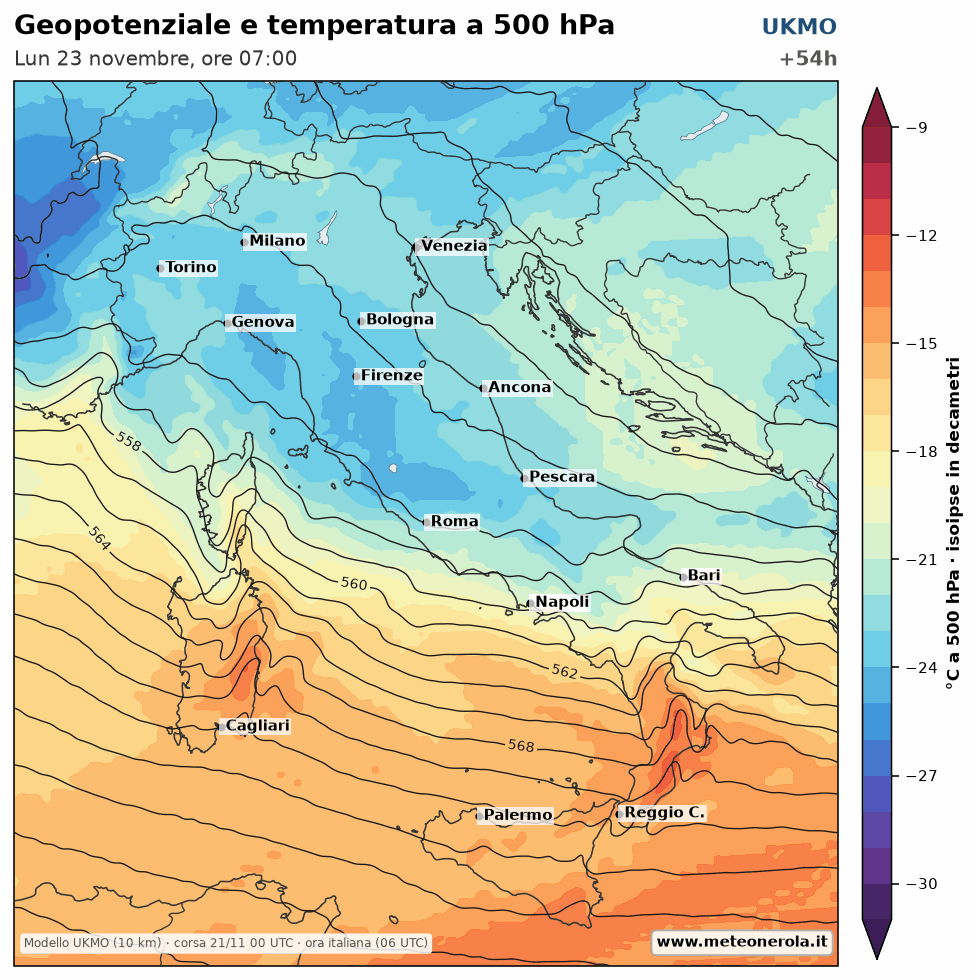 Geopotenziale e temperatura a 500 hPa
UKMO
Lun 23 novembre, ore 07:00
+54h
Milano
Venezia
Torino
Genova
Bologna
Firenze
Ancona
558
Pescara
Roma
564
560
Bari
Napoli
562
Cagliari
568
Palermo
Reggio C.
−9
−12
−15
−18
−21
−24
−27
−30
°C a 500 hPa · isoipse in decametri
Modello UKMO (10 km) · corsa 21/11 00 UTC · ora italiana (06 UTC)
www.meteonerola.it